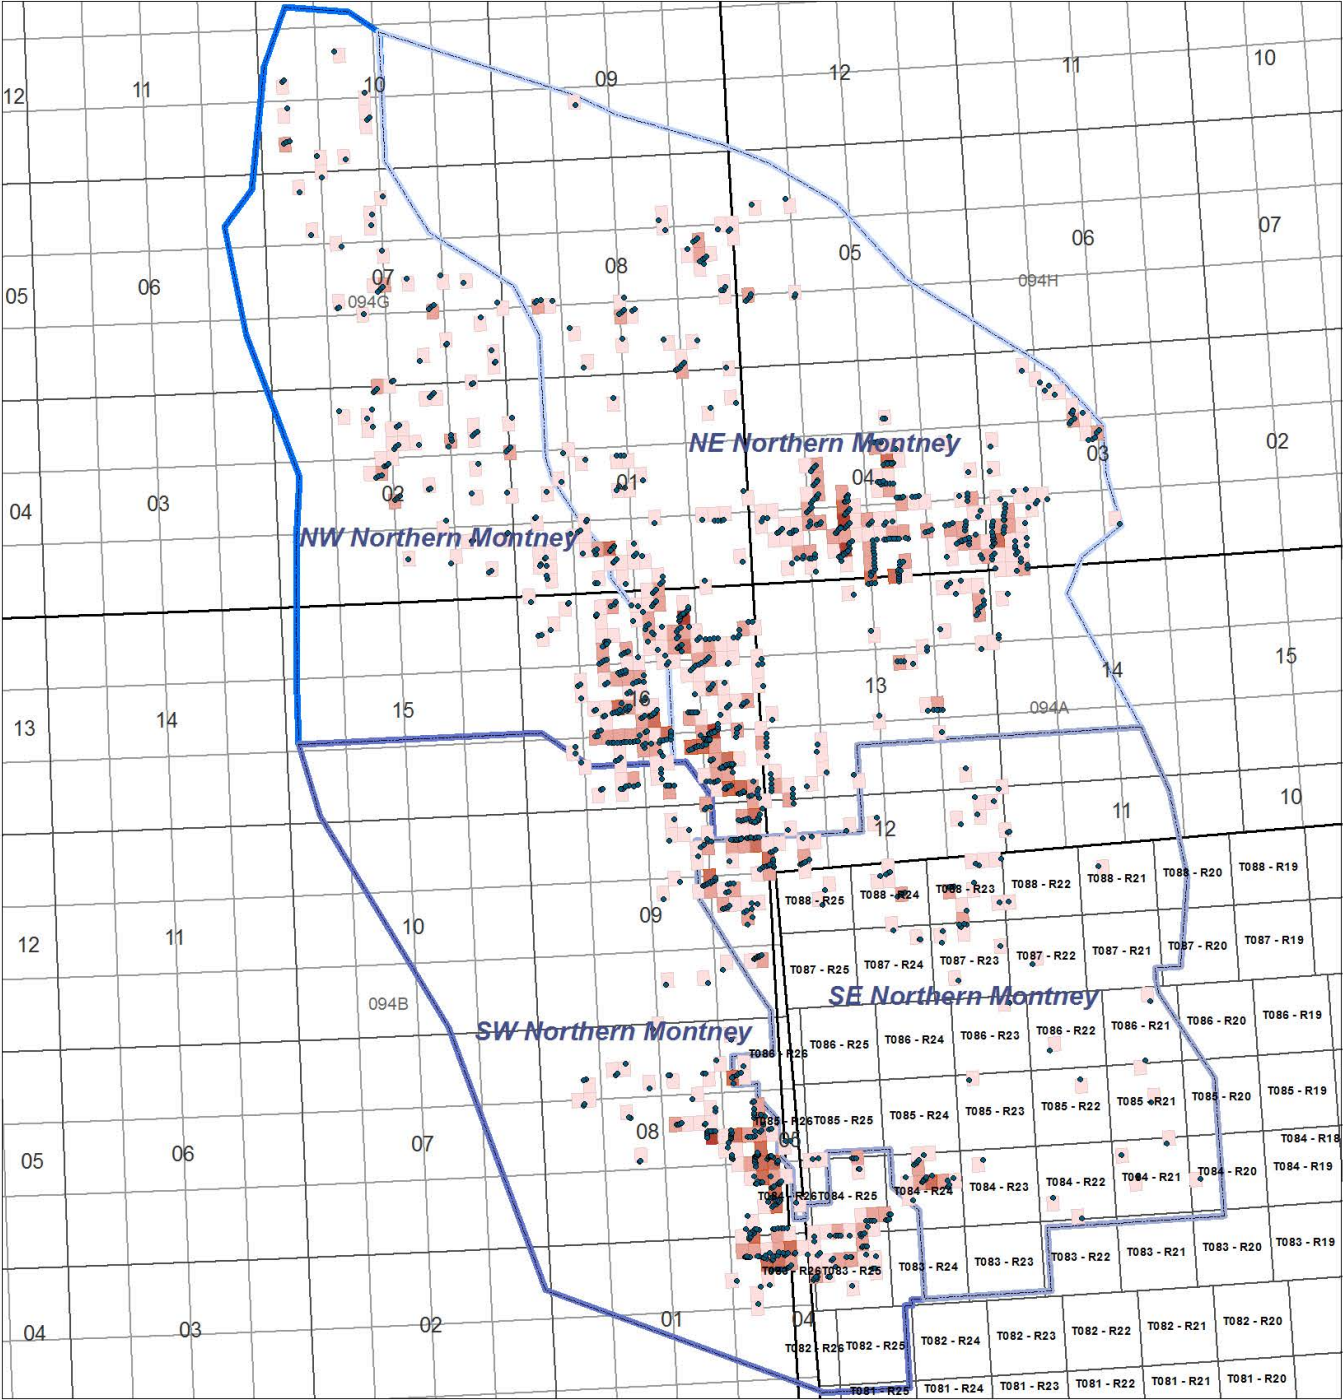 10
12
11
09
12
11
10
05
06
07
094G
08
05
094H
06
07
NE Northern Montney
04
03
02
04
03
02
01
NW Northern Montney
13
14
15
16
13
094A
14
15
12
11
10
T088 - R25
T088 - R24
T088 - R23
T088 - R22
T088 - R21
T088 - R20
T088 - R19
12
11
10
09
T087 - R25
T087 - R24
T087 - R23
T087 - R22
T087 - R21
T087 - R20
T087 - R19
094B
SE Northern Montney
SW Northern Montney
T086 - R26
T086 - R25
T086 - R24
T086 - R23
T086 - R22
T086 - R21
T086 - R20
T086 - R19
T085 - R26
T085 - R25
T085 - R24
T085 - R23
T085 - R22
T085 - R21
T085 - R20
T085 - R19
05
06
07
08
T084 - R18
T084 - R26
T084 - R25
T084 - R24
T084 - R23
T084 - R22
T084 - R21
T084 - R20
T084 - R19
T083 - R26
T083 - R25
T083 - R24
T083 - R23
T083 - R22
T083 - R21
T083 - R20
T083 - R19
04
03
02
01
04
T082 - R26
T082 - R25
T082 - R24
T082 - R23
T082 - R22
T082 - R21
T082 - R20
T081 - R25
T081 - R24
T081 - R23
T081 - R22
T081 - R21
T081 - R20